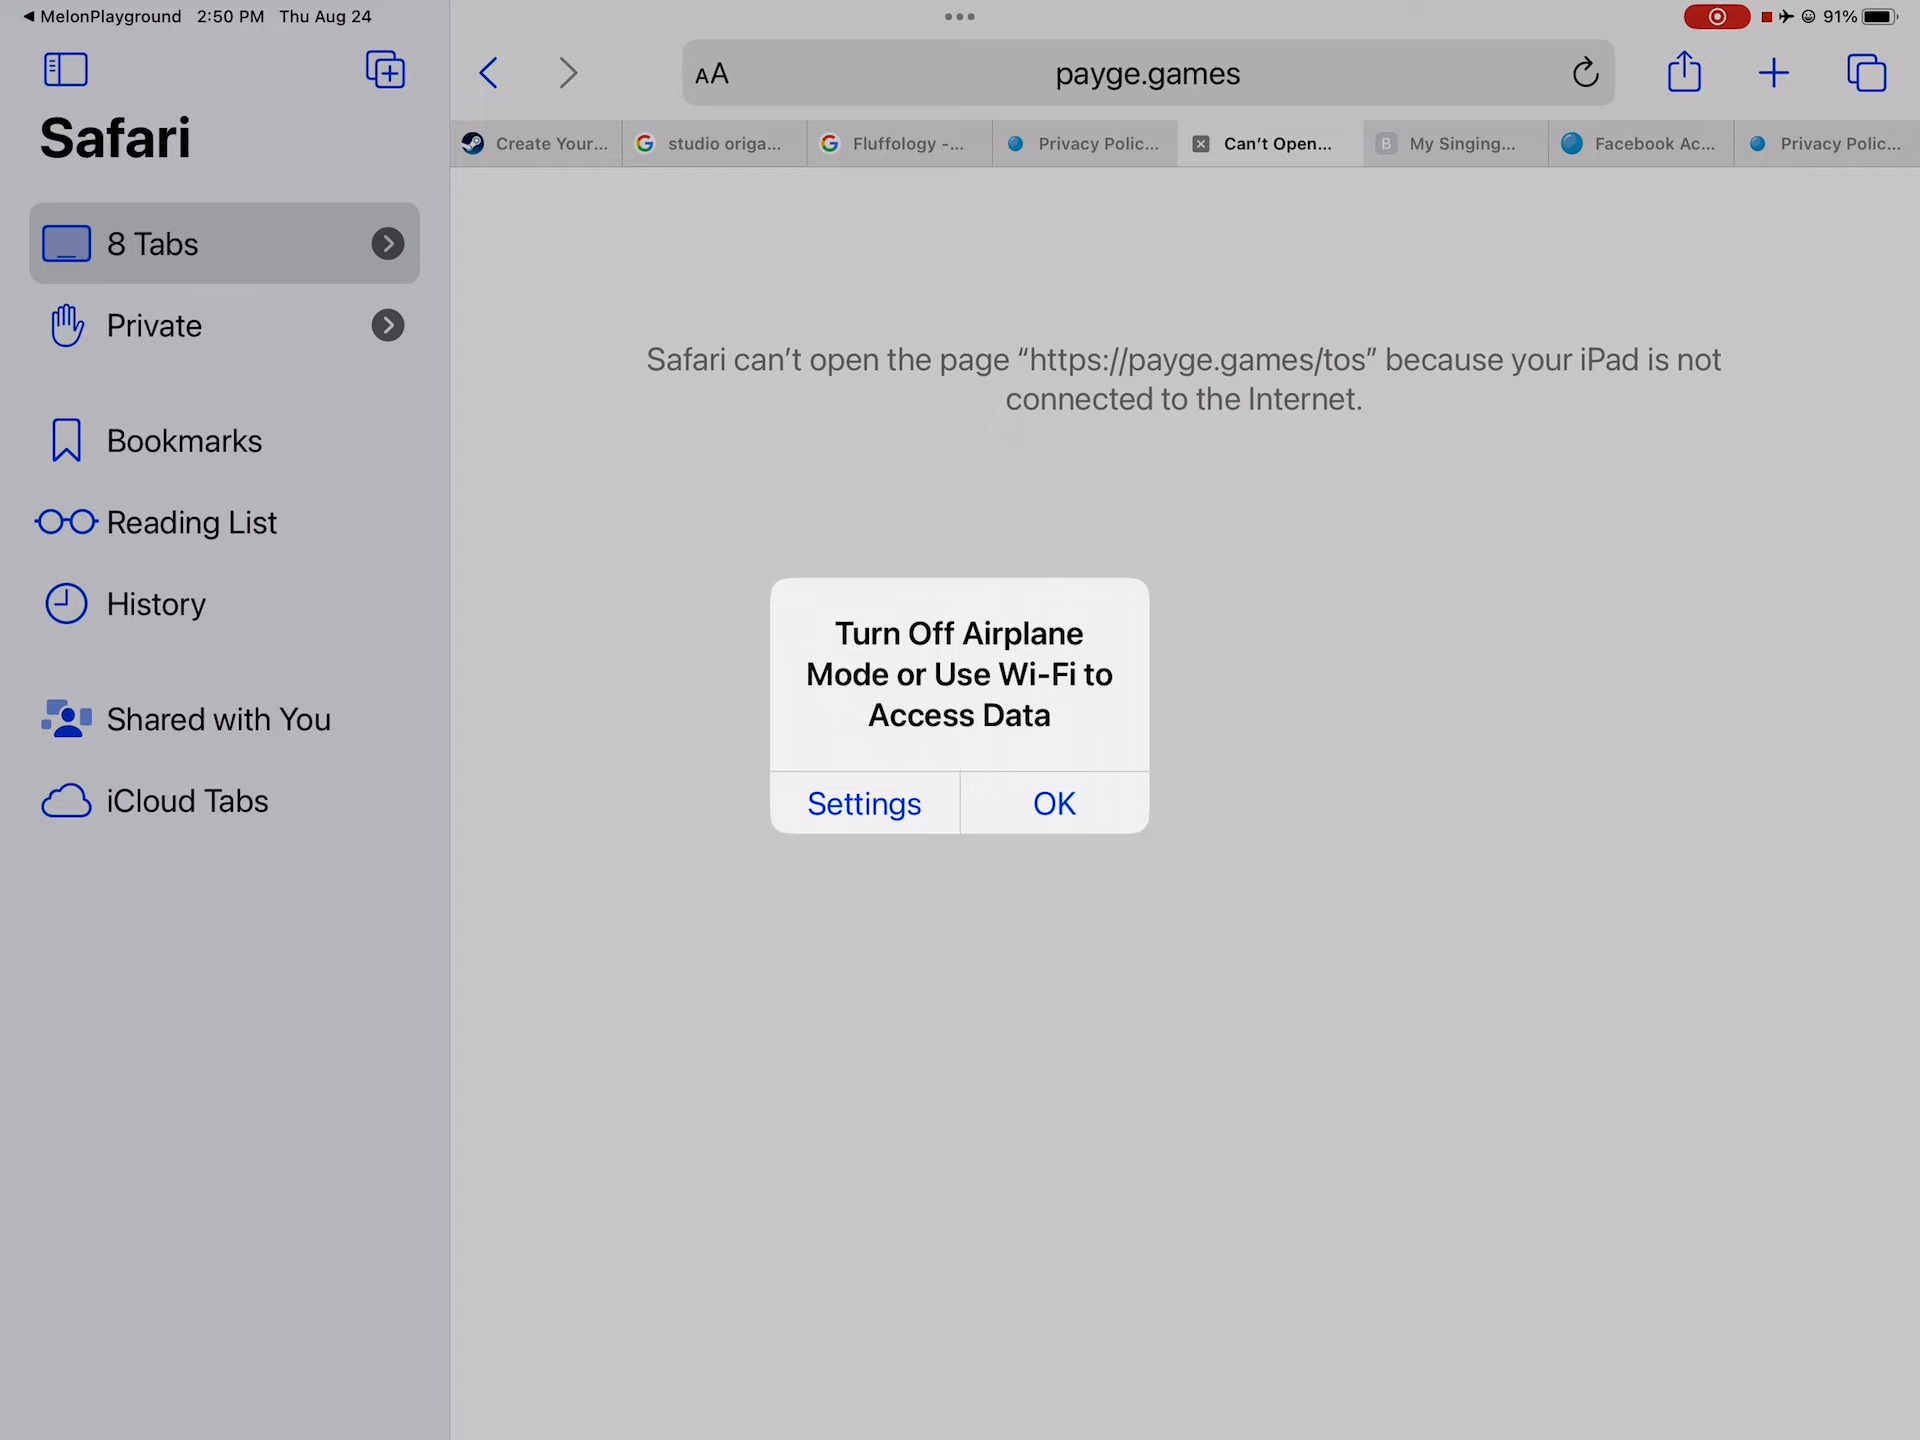 ◀ MelonPlayground 2:50 PM Thu Aug 24
91%
Safari
AA
payge.games
Create Your...
studio origa...
Fluffology -...
Privacy Polic...
Can’t Open...
B My Singing...
Facebook Ac...
Privacy Polic...
8 Tabs
Private
Bookmarks
Reading List
History
Shared with You
iCloud Tabs
Safari can’t open the page “https://payge.games/tos” because your iPad is not
connected to the Internet.
Turn Off Airplane
Mode or Use Wi-Fi to
Access Data
Settings
OK